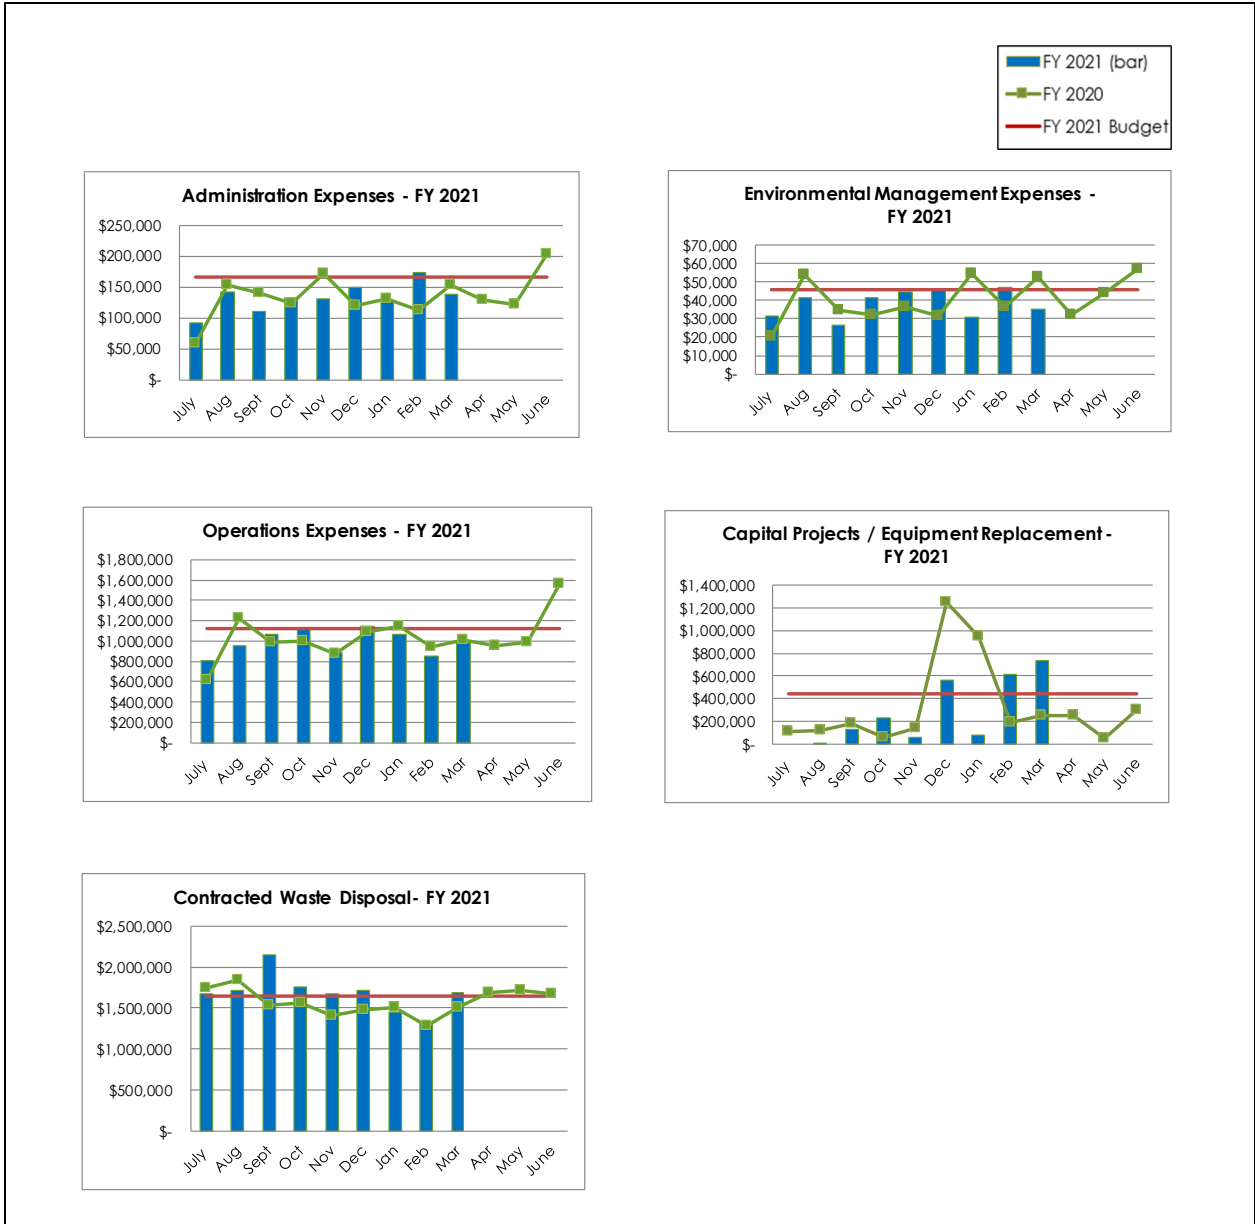 FY 2021 (bar)
FY 2020
FY 2021 Budget
Administration Expenses - FY 2021
$250,000
$200,000
$150,000
$100,000
$50,000
$-
July Aug Sept Oct Nov Dec Jan Feb Mar Apr May June
Environmental Management Expenses -
FY 2021
$70,000
$60,000
$50,000
$40,000
$30,000
$20,000
$10,000
$-
July Aug Sept Oct Nov Dec Jan Feb Mar Apr May June
Operations Expenses - FY 2021
$1,800,000
$1,600,000
$1,400,000
$1,200,000
$1,000,000
$800,000
$600,000
$400,000
$200,000
$-
July Aug Sept Oct Nov Dec Jan Feb Mar Apr May June
Capital Projects / Equipment Replacement -
FY 2021
$1,400,000
$1,200,000
$1,000,000
$800,000
$600,000
$400,000
$200,000
$-
July Aug Sept Oct Nov Dec Jan Feb Mar Apr May June
Contracted Waste Disposal- FY 2021
$2,500,000
$2,000,000
$1,500,000
$1,000,000
$500,000
$-
July Aug Sept Oct Nov Dec Jan Feb Mar Apr May June